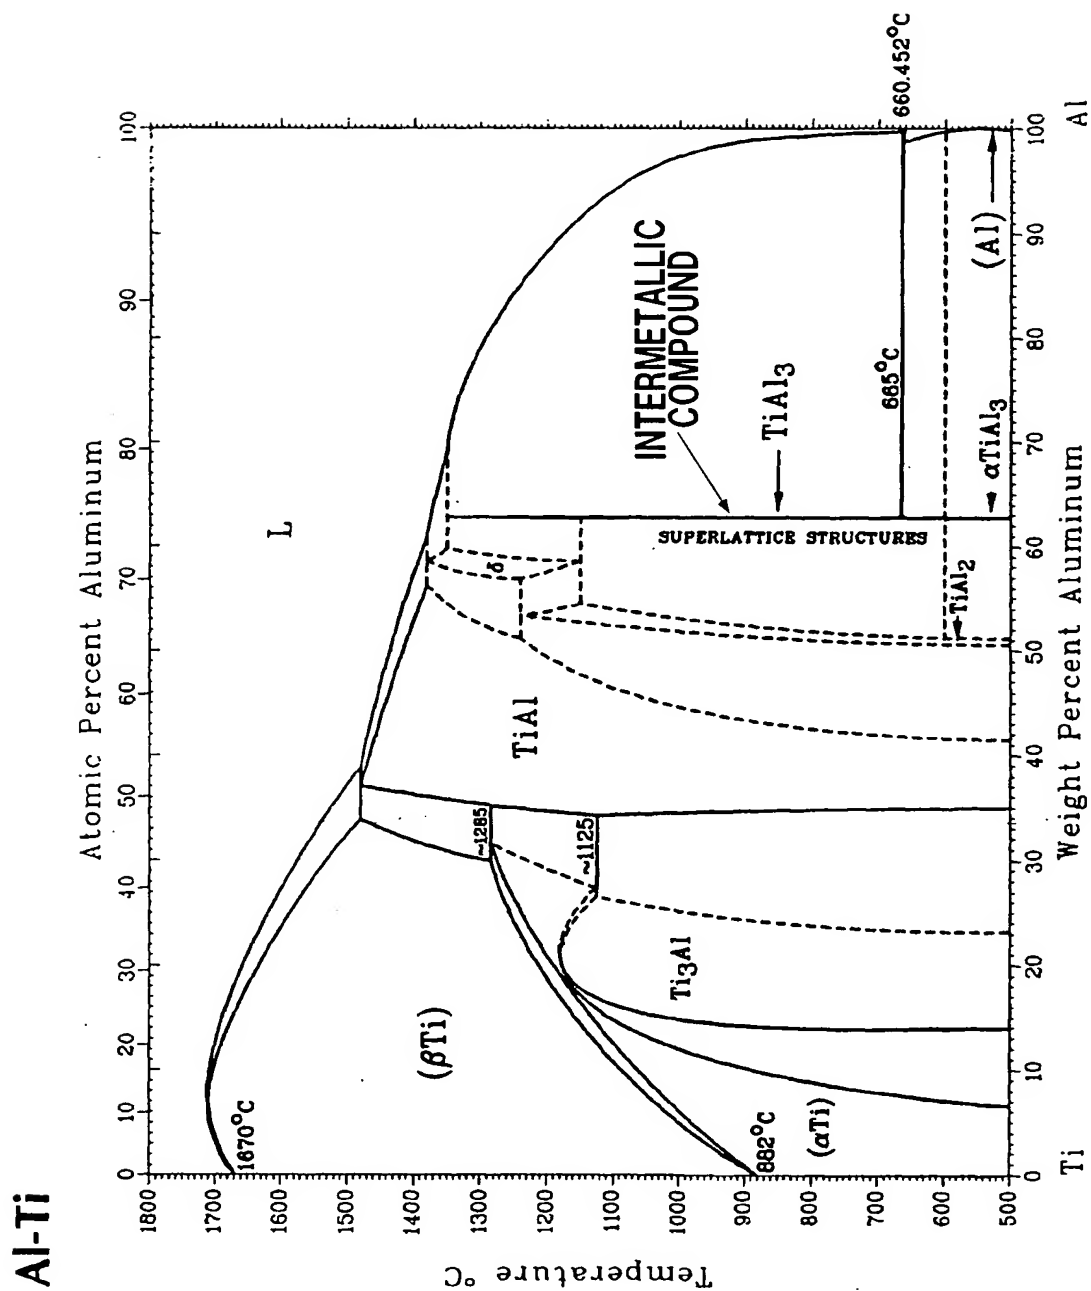 Al-Ti
Atomic Percent Aluminum
0 10 20 30 40 50 60 70 80 90 100
1800
1700
1600
1500
1400
1300
1200
1100
1000
900
800
700
600
500
Temperature °C
L
1670°C
(βTi)
TiAl
δ
~1285
~1125
INTERMETALLIC
COMPOUND
TiAl3
SUPERLATTICE STRUCTURES
Ti3Al
882°C
(αTi)
665°C
660.452°C
TiAl2
αTiAl3
(Al)
0 10 20 30 40 50 60 70 80 90 100
Ti
Weight Percent Aluminum
Al